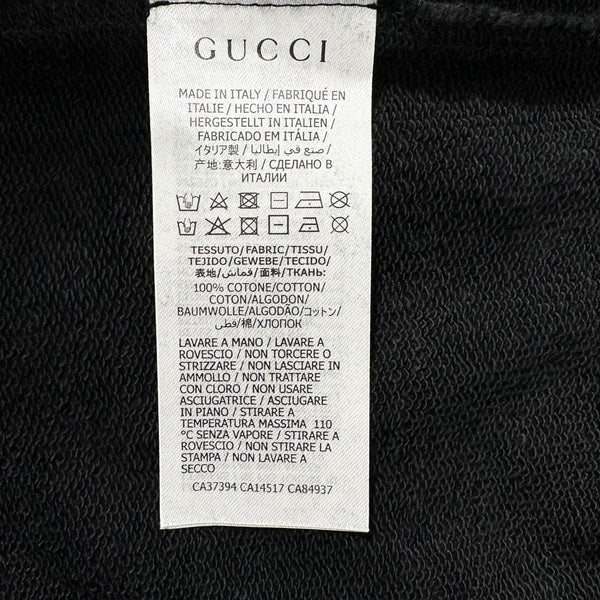 GUCCI
MADE IN ITALY / FABRIQUÉ EN
ITALIE / HECHO EN ITALIA /
HERGESTELLT IN ITALIEN /
FABRICADO EM ITÁLIA /
イタリア製 / صنع في إيطاليا /
产地:意大利 / СДЕЛАНО В
ИТАЛИИ
TESSUTO/FABRIC/TISSU/
TEJIDO/GEWEBE/TECIDO/
表地/قماش/面料/ТКАНЬ:
100% COTONE/COTTON/
COTON/ALGODON/
BAUMWOLLE/ALGODÃO/コットン/
قطن/棉/ХЛОПОК
LAVARE A MANO / LAVARE A
ROVESCIO / NON TORCERE O
STRIZZARE / NON LASCIARE IN
AMMOLLO / NON TRATTARE
CON CLORO / NON USARE
ASCIUGATRICE / ASCIUGARE
IN PIANO / STIRARE A
TEMPERATURA MASSIMA 110
°C SENZA VAPORE / STIRARE A
ROVESCIO / NON STIRARE LA
STAMPA / NON LAVARE A
SECCO
CA37394 CA14517 CA84937